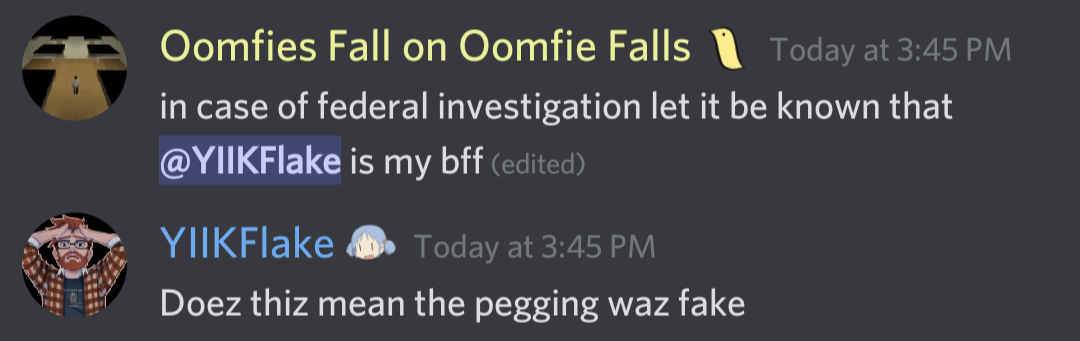 Oomfies Fall on Oomfie Falls Today at 3:45 PM
in case of federal investigation let it be known that
@YIIKFlake is my bff (edited)
YIIKFlake Today at 3:45 PM
Doez thiz mean the pegging waz fake